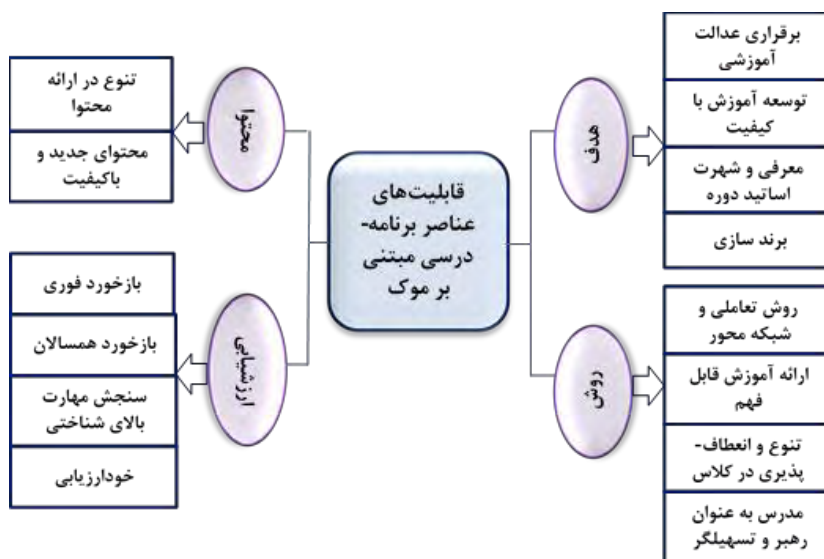 قابلیت‌های
عناصر برنامه-
درسی مبتنی
بر موک
هدف
برقراری عدالت
آموزشی
توسعه آموزش با
کیفیت
معرفی و شهرت
اساتید دوره
برند سازی
روش
روش تعاملی و
شبکه محور
ارائه آموزش قابل
فهم
تنوع و انعطاف-
پذیری در کلاس
مدرس به عنوان
رهبر و تسهیلگر
محتوا
تنوع در ارائه
محتوا
محتوای جدید و
باکیفیت
ارزشیابی
بازخورد فوری
بازخورد همسالان
سنجش مهارت
بالای شناختی
خودارزیابی